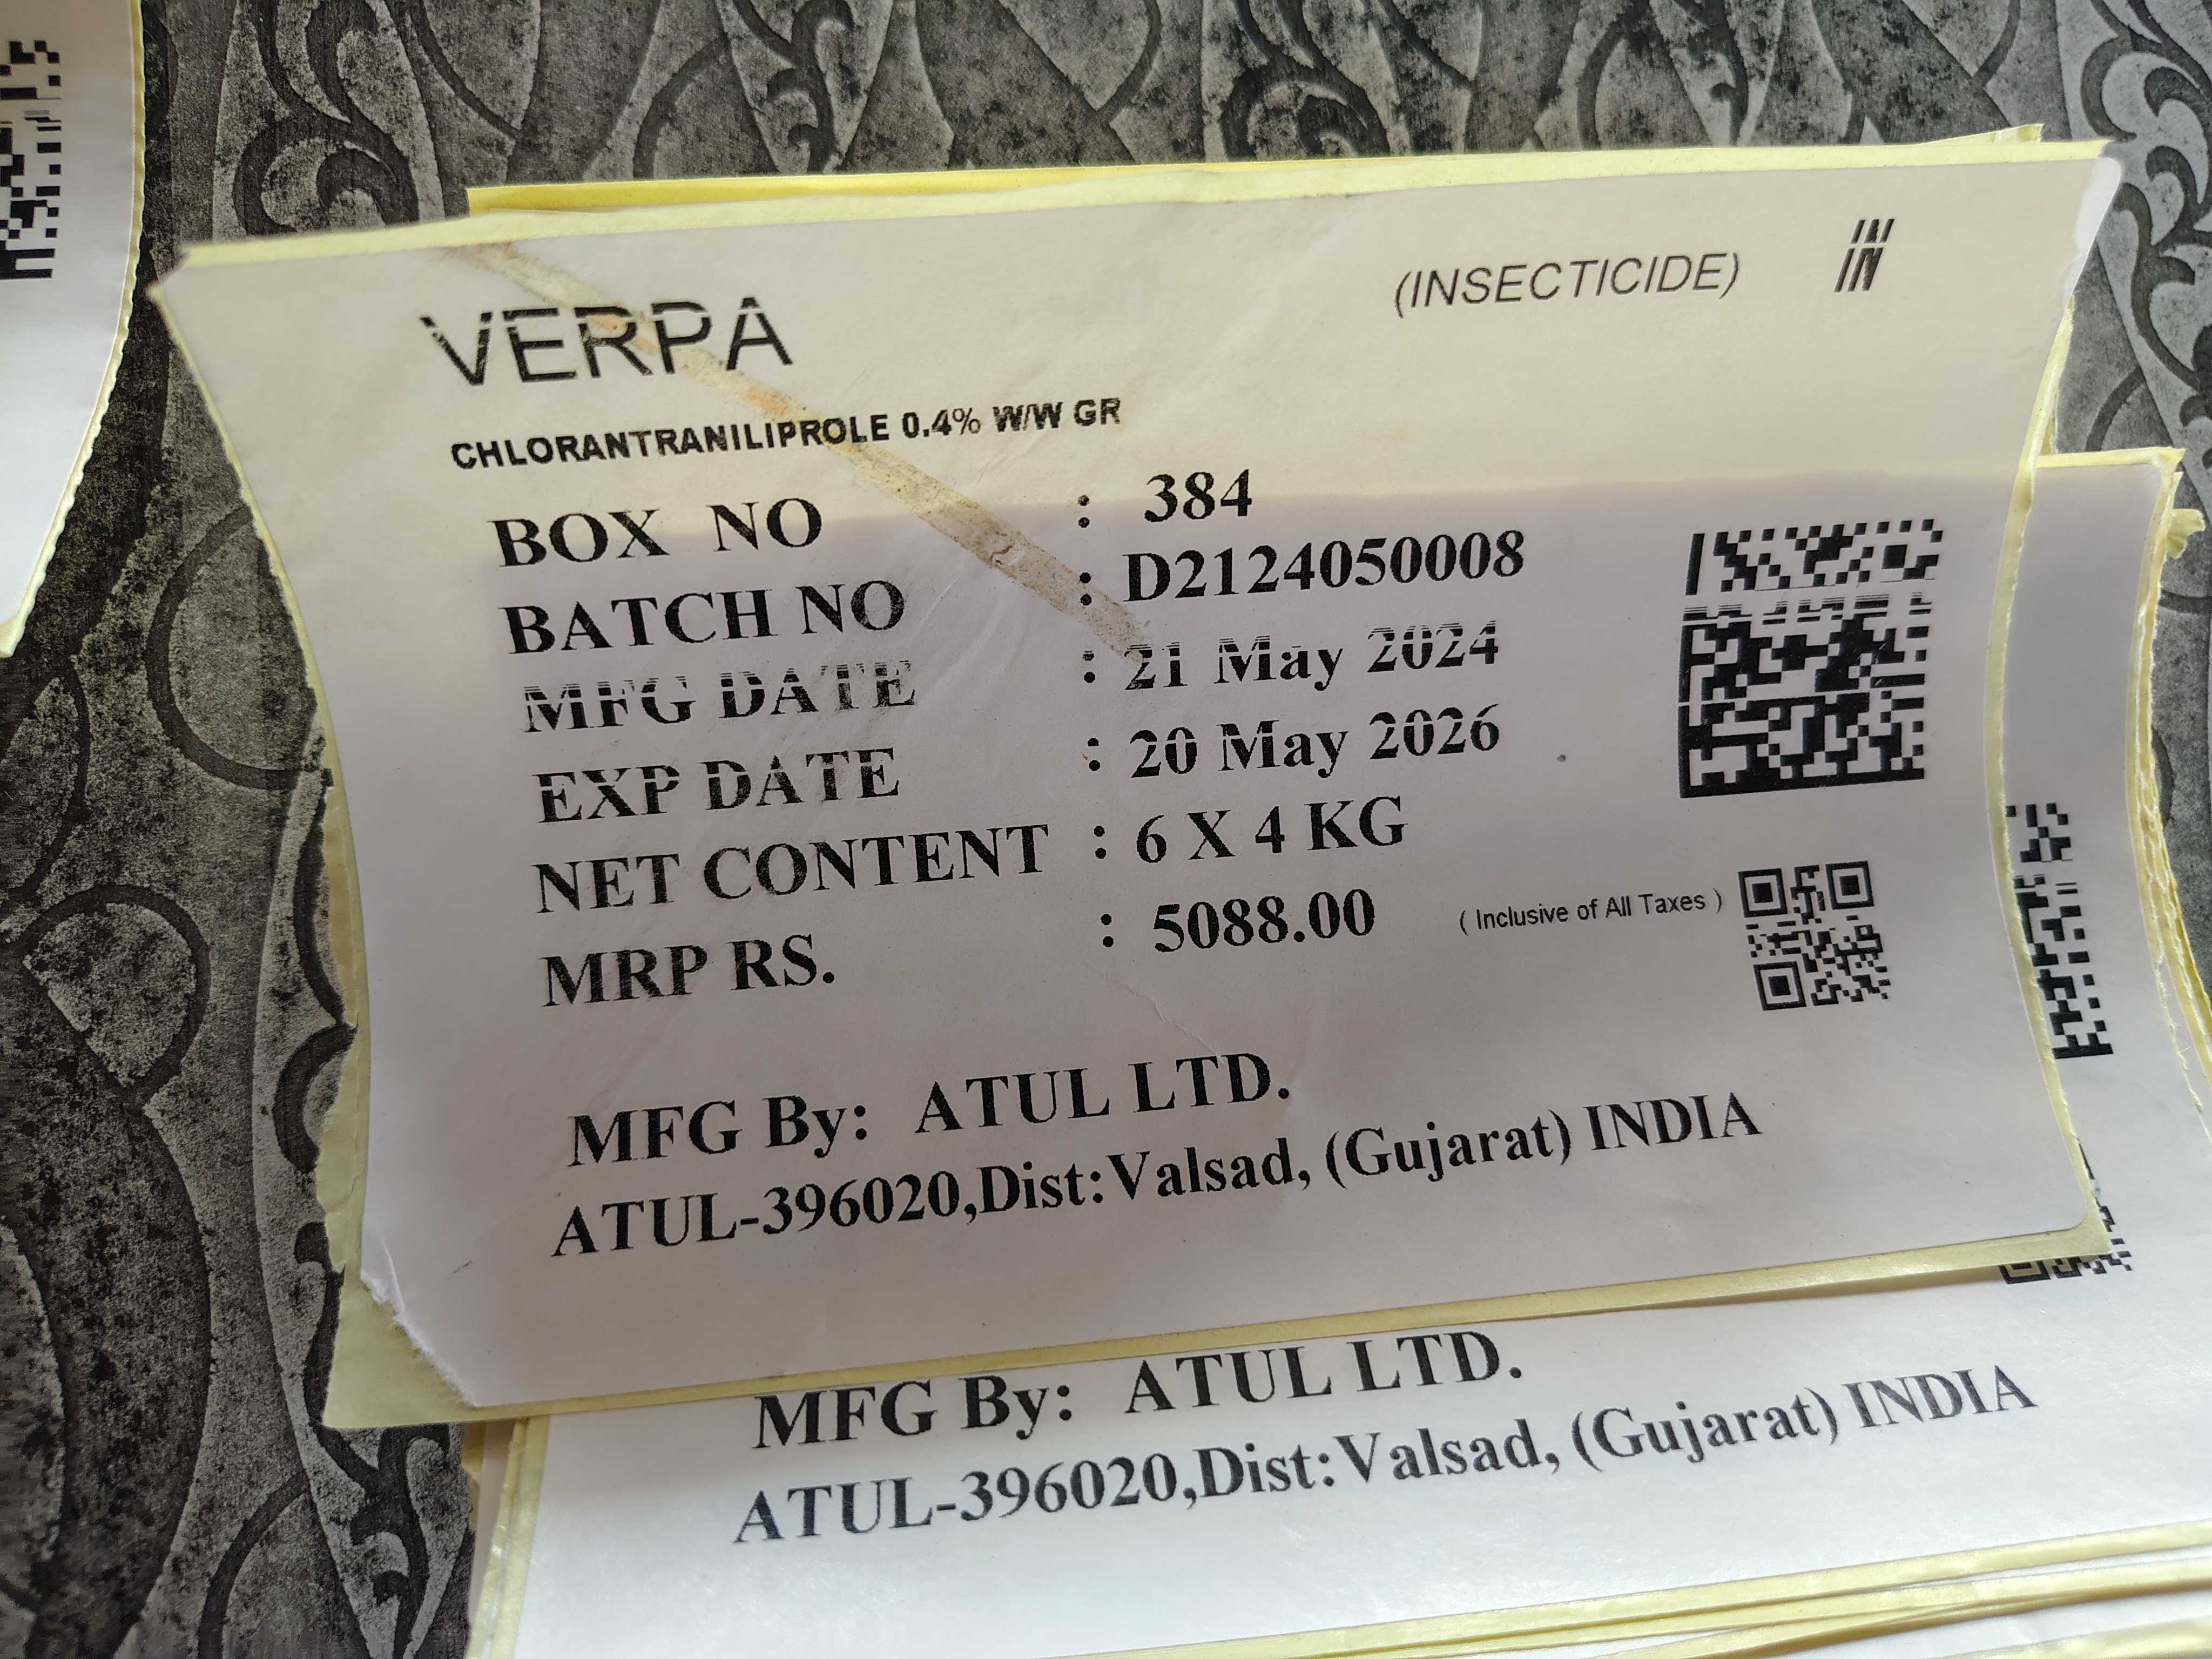 VERPA
(INSECTICIDE) IN
CHLORANTRANILIPROLE 0.4% W/W GR
BOX NO : 384
BATCH NO : D2124050008
MFG DATE : 21 May 2024
EXP DATE : 20 May 2026
NET CONTENT : 6 X 4 KG
MRP RS. : 5088.00 ( Inclusive of All Taxes )
MFG By: ATUL LTD.
ATUL-396020,Dist:Valsad, (Gujarat) INDIA
MFG By: ATUL LTD.
ATUL-396020,Dist:Valsad, (Gujarat) INDIA